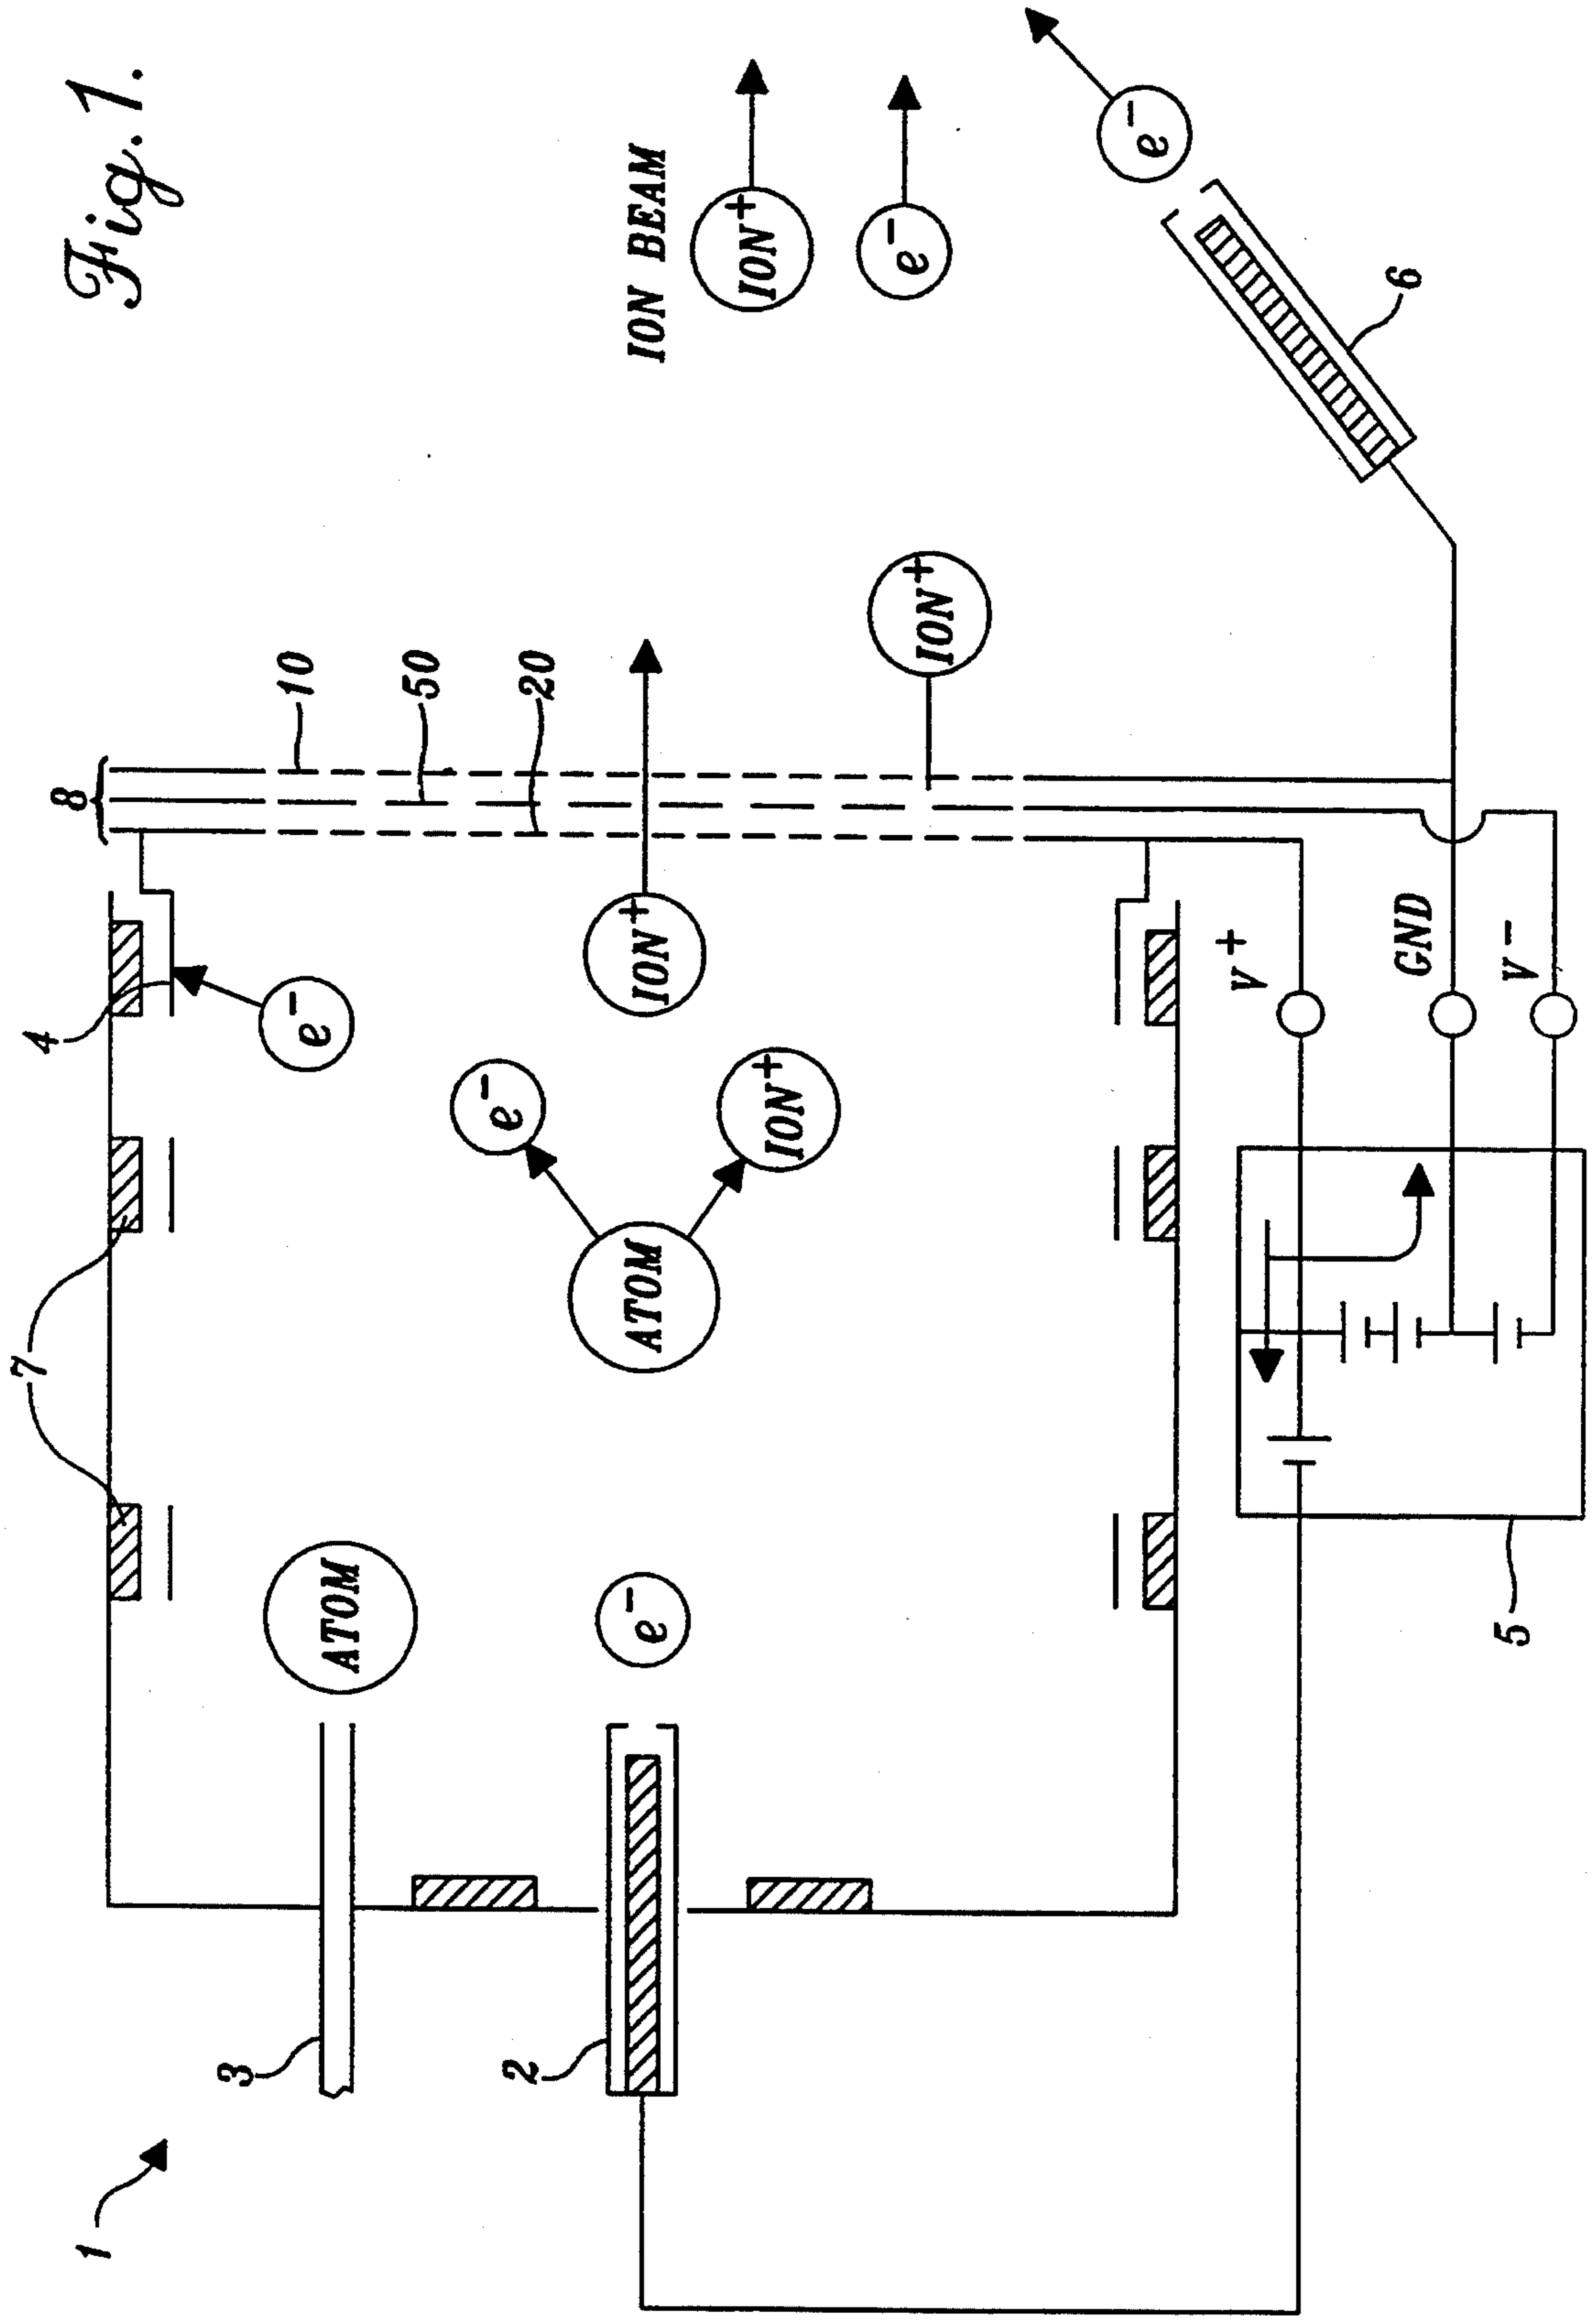 Fig. 1.
ION BEAM
ION+
e−
e−
6
8
10
50
20
ION+
ION+
4
e−
e−
ION+
ATOM
7
ATOM
e−
3
2
1
V+
GND
V−
5